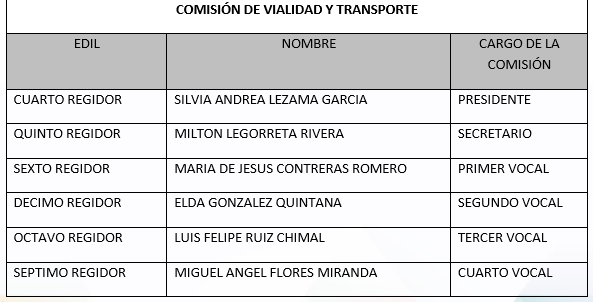 COMISIÓN DE VIALIDAD Y TRANSPORTE
EDIL NOMBRE CARGO DE LA COMISIÓN
CUARTO REGIDOR SILVIA ANDREA LEZAMA GARCIA PRESIDENTE
QUINTO REGIDOR MILTON LEGORRETA RIVERA SECRETARIO
SEXTO REGIDOR MARIA DE JESUS CONTRERAS ROMERO PRIMER VOCAL
DECIMO REGIDOR ELDA GONZALEZ QUINTANA SEGUNDO VOCAL
OCTAVO REGIDOR LUIS FELIPE RUIZ CHIMAL TERCER VOCAL
SEPTIMO REGIDOR MIGUEL ANGEL FLORES MIRANDA CUARTO VOCAL